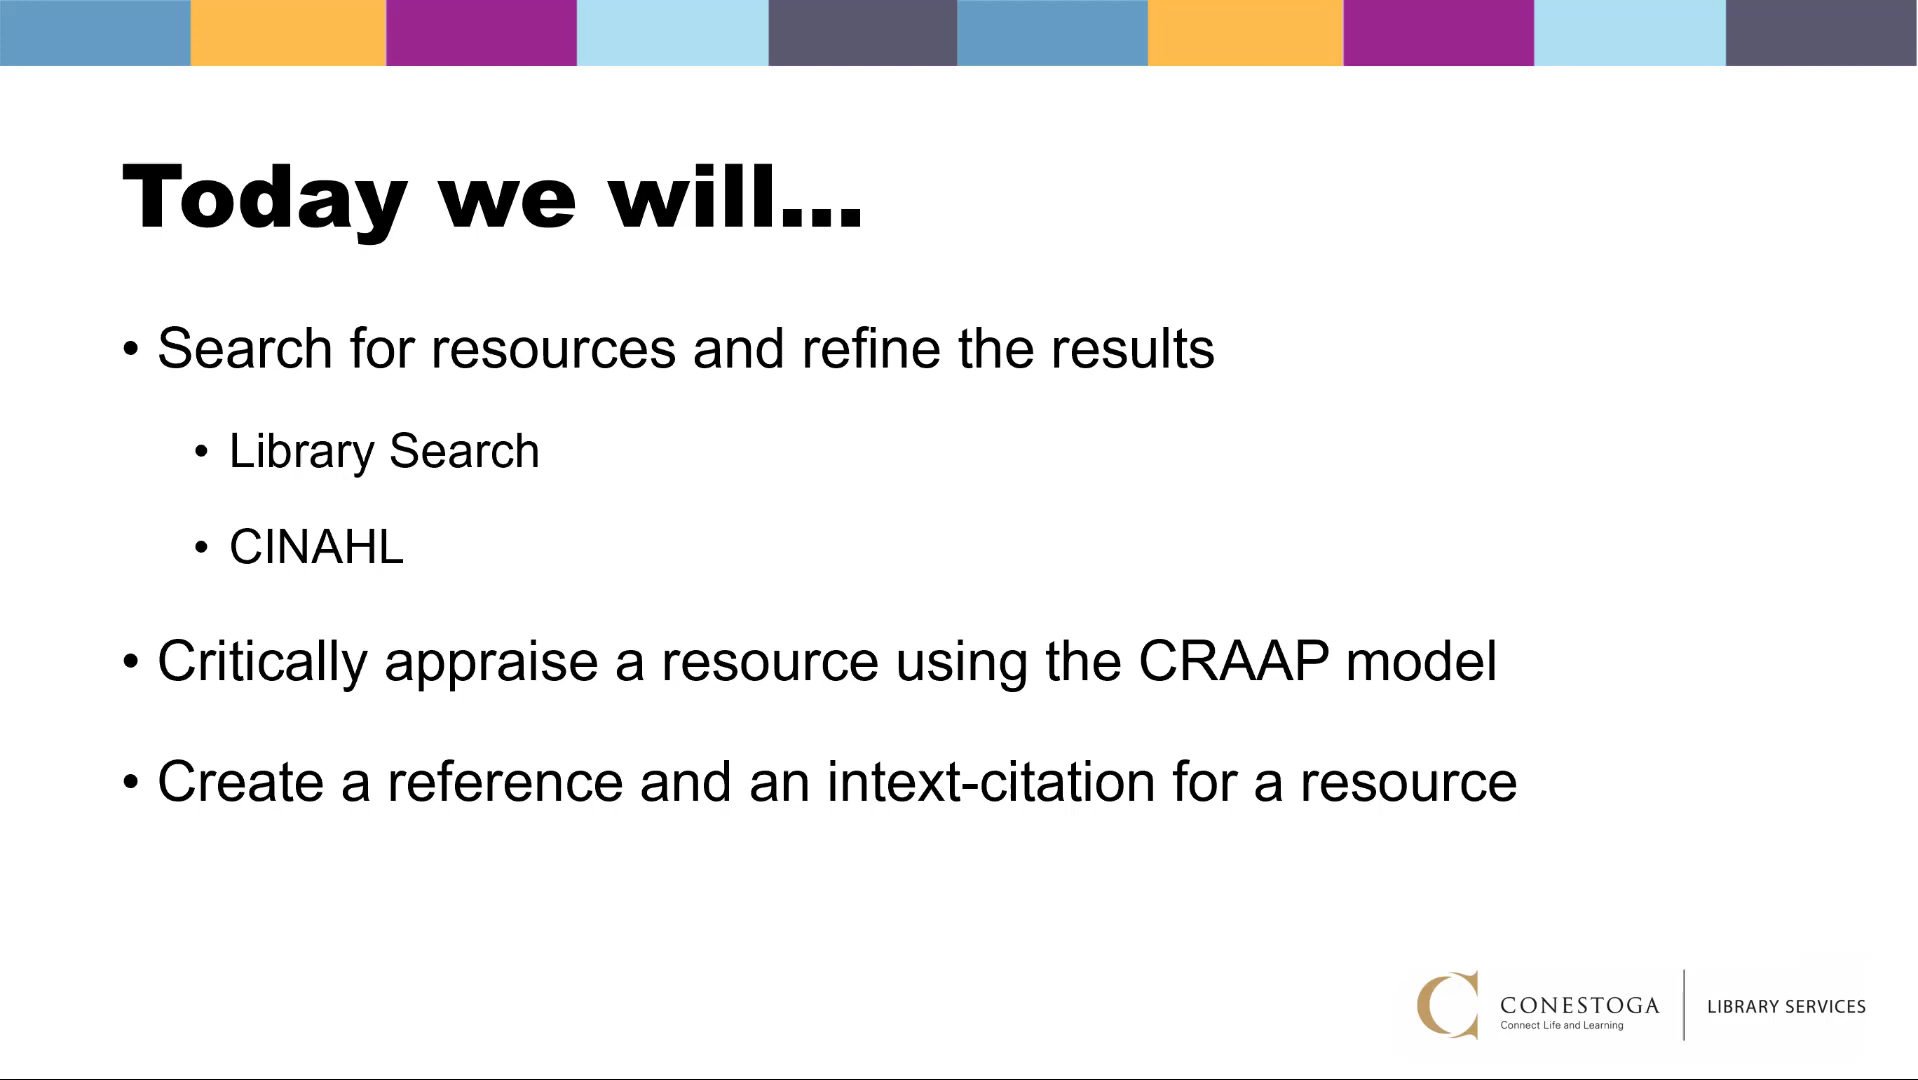 Today we will...
• Search for resources and refine the results
• Library Search
• CINAHL
• Critically appraise a resource using the CRAAP model
• Create a reference and an intext-citation for a resource
CONESTOGA
Connect Life and Learning
LIBRARY SERVICES